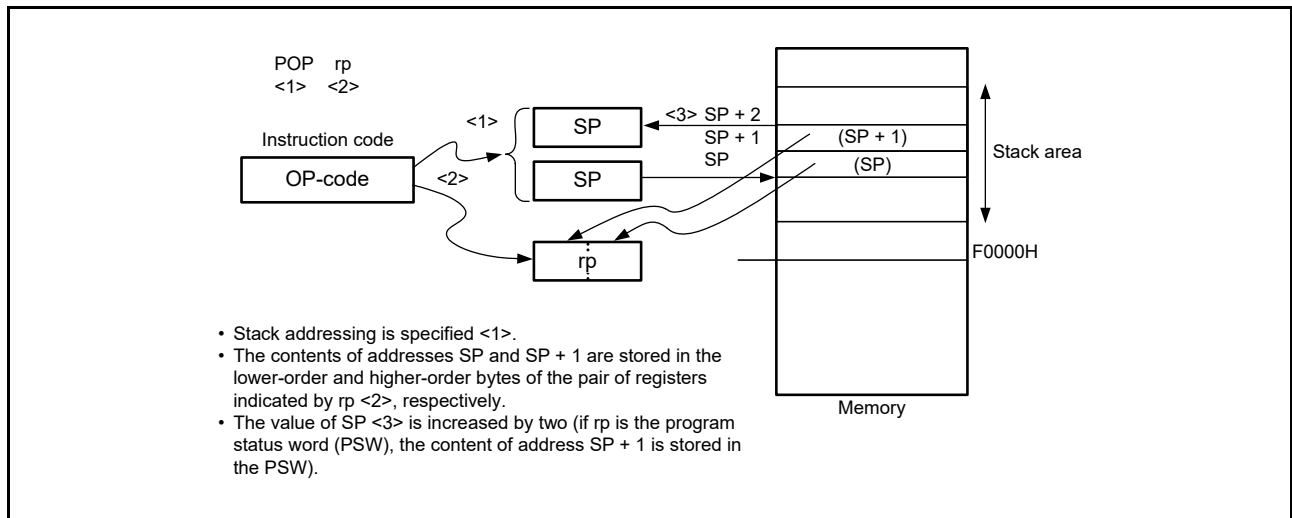 POP rp
<1> <2>
Instruction code
OP-code
<1>
<2>
SP
SP
rp
<3> SP + 2
SP + 1
SP
(SP + 1)
(SP)
Stack area
F0000H
Memory
• Stack addressing is specified <1>.
• The contents of addresses SP and SP + 1 are stored in the
lower-order and higher-order bytes of the pair of registers
indicated by rp <2>, respectively.
• The value of SP <3> is increased by two (if rp is the program
status word (PSW), the content of address SP + 1 is stored in
the PSW).